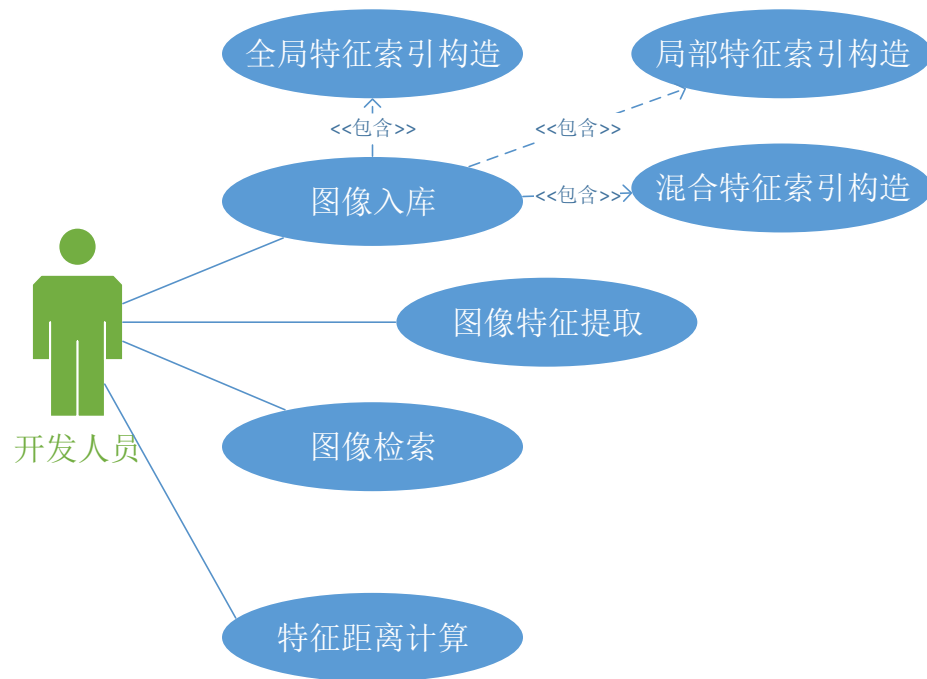 全局特征索引构造
局部特征索引构造
<<包含>>
<<包含>>
图像入库
<<包含>>
混合特征索引构造
图像特征提取
开发人员
图像检索
特征距离计算